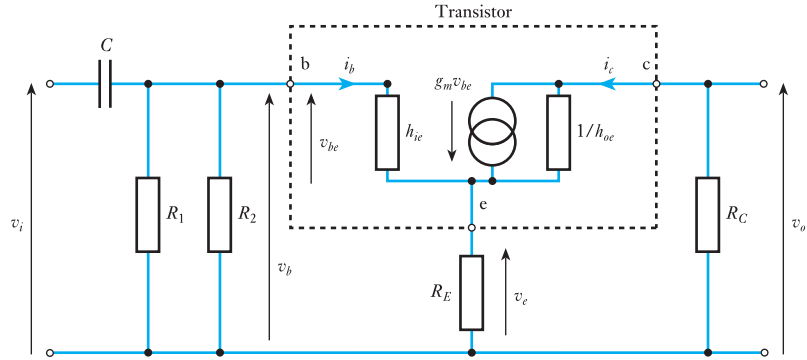 Transistor
C
b
i_b
g_m v_be
i_c
c
v_be
h_ie
1/h_oe
v_i
R_1
R_2
v_b
e
R_E
v_e
R_C
v_o